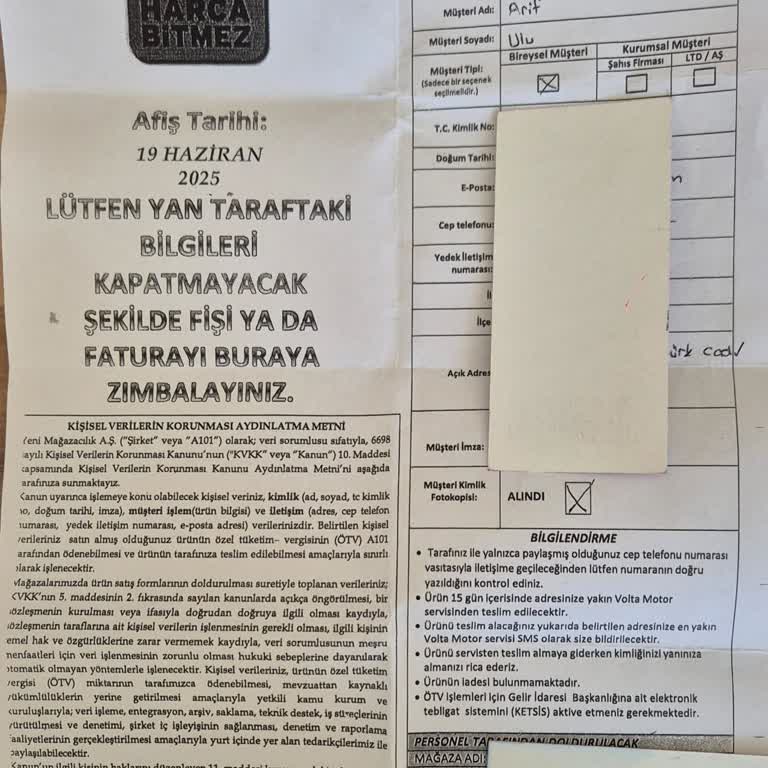 HARCA
BITMEZ
Afiş Tarihi:
19 HAZİRAN
2025
LÜTFEN YAN TARAFTAKİ
BİLGİLERİ
KAPATMAYACAK
ŞEKİLDE FİŞİ YA DA
FATURAYI BURAYA
ZIMBALAYINIZ.
KİŞİSEL VERİLERİN KORUNMASI AYDINLATMA METNİ
Yeni Mağazacılık A.Ş. ("Şirket" veya "A101") olarak; veri sorumlusu sıfatıyla, 6698
sayılı Kişisel Verilerin Korunması Kanunu'nun ("KVKK" veya "Kanun") 10. Maddesi
kapsamında Kişisel Verilerin Korunması Kanunu Aydınlatma Metni'ni aşağıda
tarafınıza sunmaktayız.
Kanun uyarınca işlemeye konu olabilecek kişisel veriniz, kimlik (ad, soyad, tc kimlik
no, doğum tarihi, imza), müşteri işlem(ürün bilgisi) ve iletişim (adres, cep telefon
numarası, yedek iletişim numarası, e-posta adresi) verilerinizdir. Belirtilen kişisel
verileriniz satın almış olduğunuz ürünün özel tüketim vergisinin (ÖTV) A101
tarafından ödenebilmesi ve ürünün tarafınıza teslim edilebilmesi amaçlarıyla sınırlı
olarak işlenecektir.
Mağazalarımızda ürün satış formlarının doldurulması suretiyle toplanan verileriniz;
KVKK'nın 5. maddesinin 2. fıkrasında sayılan kanunlarda açıkça öngörülmesi, bir
sözleşmenin kurulması veya ifasıyla doğrudan doğruya ilgili olması kaydıyla,
sözleşmenin taraflarına ait kişisel verilerin işlenmesinin gerekli olması, ilgili kişinin
temel hak ve özgürlüklerine zarar vermemek kaydıyla, veri sorumlusunun meşru
menfaatleri için veri işlenmesinin zorunlu olması hukuki sebeplerine dayanılarak
otomatik olmayan yöntemlerle işlenecektir. Kişisel verileriniz, ürünün özel tüketim
vergisi (ÖTV) miktarının tarafımızca ödenebilmesi, mevzuattan kaynaklı
yükümlülüklerin yerine getirilmesi amaçlarıyla yetkili kamu kurum ve
kuruluşlarıyla; veri işleme, entegrasyon, arşiv, saklama, teknik destek, iş süreçlerinin
yürütülmesi ve denetimi, şirket iç işleyişinin sağlanması, denetim ve raporlama
faaliyetlerinin gerçekleştirilmesi amaçlarıyla yurt içinde yer alan tedarikçilerimiz ile
paylaşılabilecektir.
Kanun'un ilgili kişinin haklarını düzenleyen 11. maddesi
Müşteri Adı: Arif
Müşteri Soyadı: Ulu
Müşteri Tipi:
(Sadece bir seçenek
seçilmelidir.)
Bireysel Müşteri
Kurumsal Müşteri
Şahıs Firması
LTD / AŞ
T.C. Kimlik No:
Doğum Tarihi:
E-Posta:
Cep telefonu:
Yedek İletişim
numarası:
İl
İlçe
Açık Adres
Müşteri İmza:
Müşteri Kimlik
Fotokopisi:
ALINDI
BİLGİLENDİRME
• Tarafınız ile yalnızca paylaşmış olduğunuz cep telefonu numarası
vasıtasıyla iletişime geçileceğinden lütfen numaranın doğru
yazıldığını kontrol ediniz.
• Ürün 15 gün içerisinde adresinize yakın Volta Motor
servisinden teslim edilecektir.
• Ürünü teslim alacağınız yukarıda belirtilen adresinize en yakın
Volta Motor servisi SMS olarak size bildirilecektir.
• Ürünü servisten teslim almaya giderken kimliğinizi yanınıza
almanızı rica ederiz.
• Ürünün iadesi bulunmamaktadır.
• ÖTV işlemleri için Gelir İdaresi Başkanlığına ait elektronik
tebligat sistemini (KETSİS) aktive etmeniz gerekmektedir.
PERSONEL TARAFINDAN DOLDURULACAK
MAĞAZA ADI: